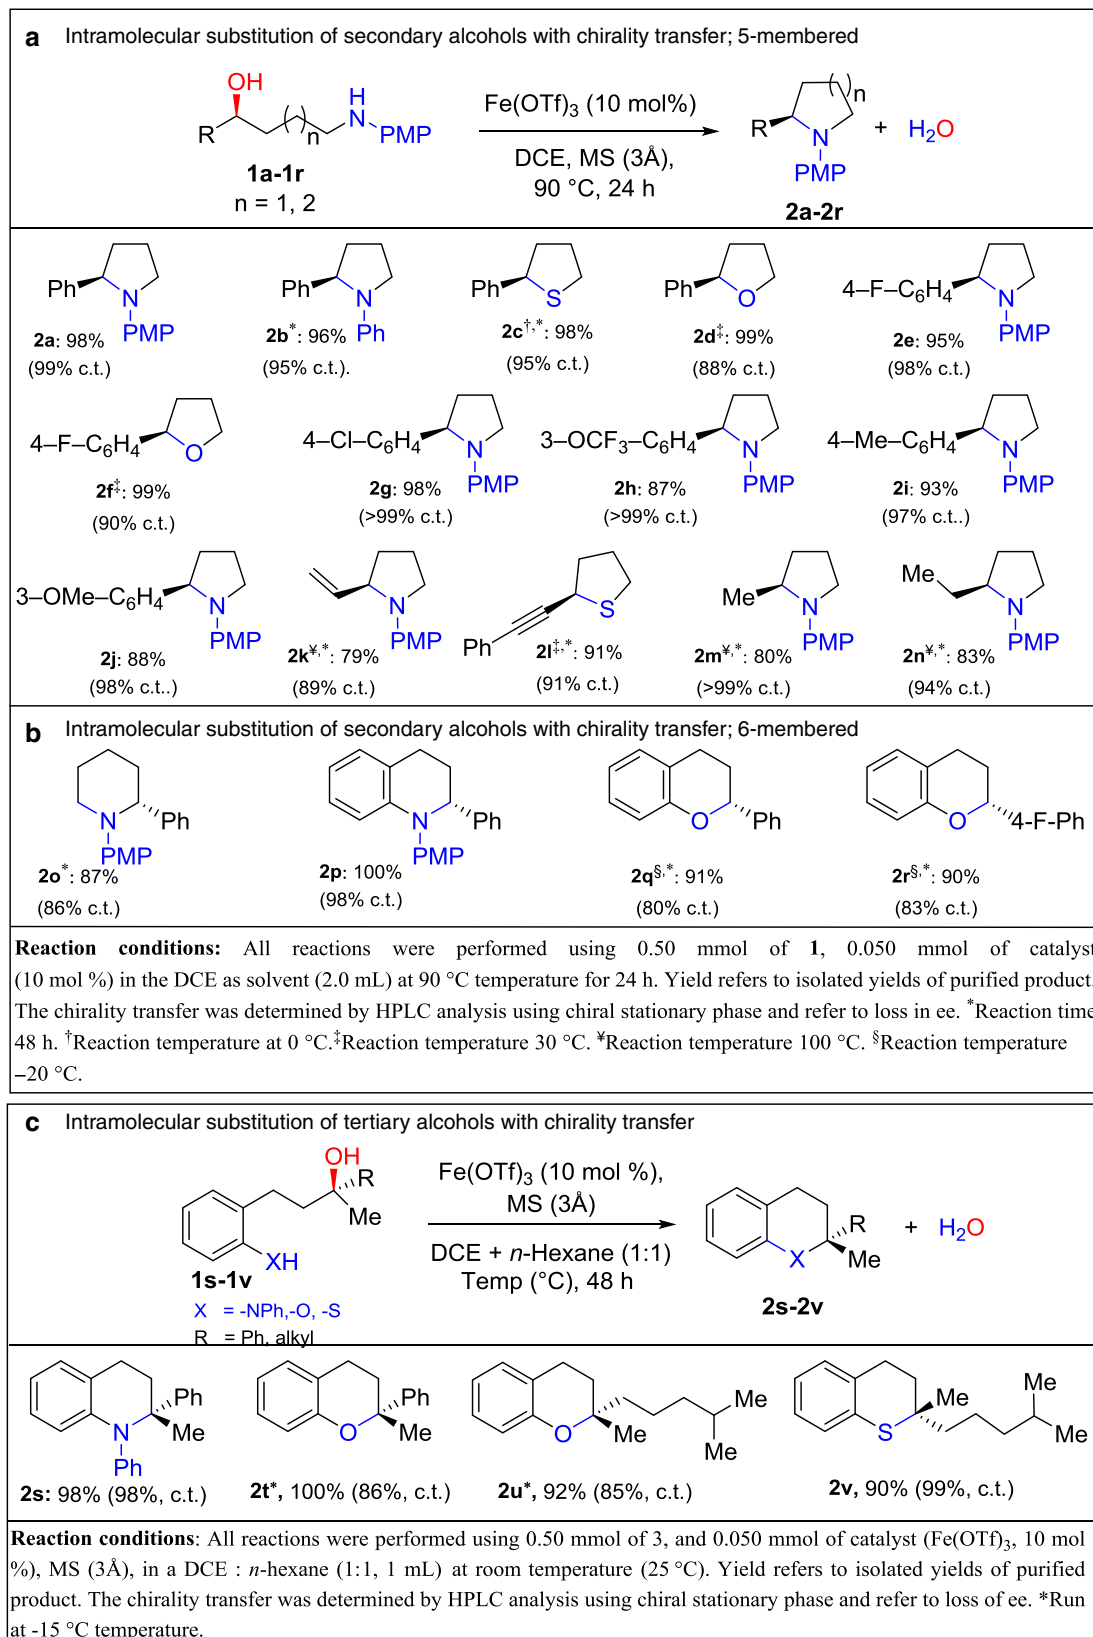 a Intramolecular substitution of secondary alcohols with chirality transfer; 5-membered
OH
R
n
H
N
PMP
1a-1r
n = 1, 2
Fe(OTf)3 (10 mol%)
DCE, MS (3Å),
90 °C, 24 h
R
( )n
N
PMP
2a-2r
+ H2O
Ph N PMP
2a: 98%
(99% c.t.)
Ph N Ph
2b*: 96%
(95% c.t.).
Ph S
2c†,*: 98%
(95% c.t.)
Ph O
2d‡: 99%
(88% c.t.)
4–F–C6H4 N PMP
2e: 95%
(98% c.t.)
4–F–C6H4 O
2f‡: 99%
(90% c.t.)
4–Cl–C6H4 N PMP
2g: 98%
(>99% c.t.)
3–OCF3–C6H4 N PMP
2h: 87%
(>99% c.t.)
4–Me–C6H4 N PMP
2i: 93%
(97% c.t..)
3–OMe–C6H4 N PMP
2j: 88%
(98% c.t..)
N PMP
2k¥,*: 79%
(89% c.t.)
Ph S
2l‡,*: 91%
(91% c.t.)
Me N PMP
2m¥,*: 80%
(>99% c.t.)
Me N PMP
2n¥,*: 83%
(94% c.t.)
b Intramolecular substitution of secondary alcohols with chirality transfer; 6-membered
N Ph PMP
2o*: 87%
(86% c.t.)
N Ph PMP
2p: 100%
(98% c.t.)
O Ph
2q§,*: 91%
(80% c.t.)
O 4-F-Ph
2r§,*: 90%
(83% c.t.)
Reaction conditions: All reactions were performed using 0.50 mmol of 1, 0.050 mmol of catalyst
(10 mol %) in the DCE as solvent (2.0 mL) at 90 °C temperature for 24 h. Yield refers to isolated yields of purified product.
The chirality transfer was determined by HPLC analysis using chiral stationary phase and refer to loss in ee. *Reaction time
48 h. †Reaction temperature at 0 °C.‡Reaction temperature 30 °C. ¥Reaction temperature 100 °C. §Reaction temperature
−20 °C.
c Intramolecular substitution of tertiary alcohols with chirality transfer
OH
R
Me
XH
1s-1v
X = -NPh,-O, -S
R = Ph, alkyl
Fe(OTf)3 (10 mol %),
MS (3Å)
DCE + n-Hexane (1:1)
Temp (°C), 48 h
R
X
Me
2s-2v
+ H2O
Ph N Me Ph
2s: 98% (98%, c.t.)
Ph O Me
2t*, 100% (86%, c.t.)
O Me Me Me
2u*, 92% (85%, c.t.)
Me Me S Me
2v, 90% (99%, c.t.)
Reaction conditions: All reactions were performed using 0.50 mmol of 3, and 0.050 mmol of catalyst (Fe(OTf)3, 10 mol
%), MS (3Å), in a DCE : n-hexane (1:1, 1 mL) at room temperature (25 °C). Yield refers to isolated yields of purified
product. The chirality transfer was determined by HPLC analysis using chiral stationary phase and refer to loss of ee. *Run
at -15 °C temperature.